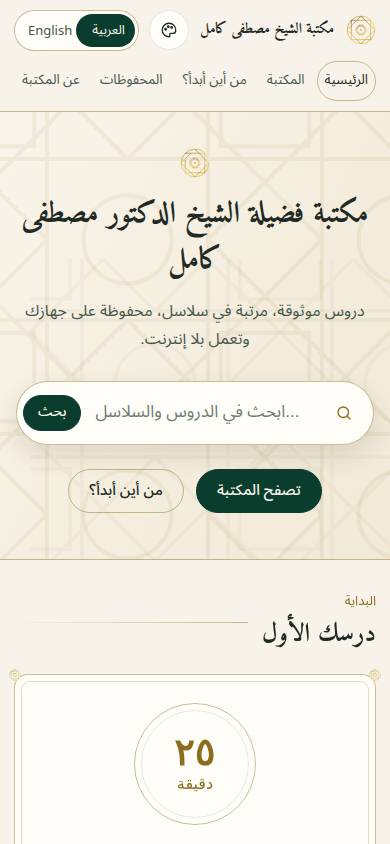 مكتبة الشيخ مصطفى كامل
العربية English
الرئيسية المكتبة من أين أبدأ؟ المحفوظات عن المكتبة
مكتبة فضيلة الشيخ الدكتور مصطفى
كامل
دروس موثوقة، مرتبة في سلاسل، محفوظة على جهازك
وتعمل بلا إنترنت.
ابحث في الدروس والسلاسل...
بحث
تصفح المكتبة
من أين أبدأ؟
البداية
درسك الأول
٢٥
دقيقة